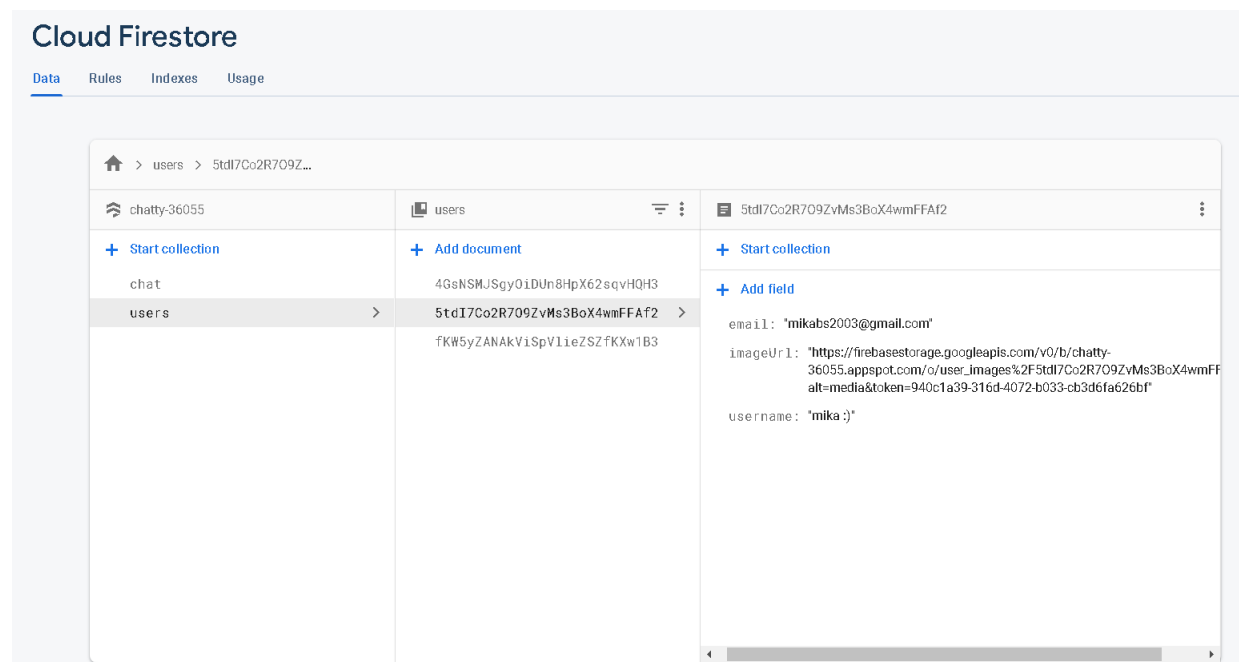 Cloud Firestore
Data Rules Indexes Usage
users 5tdI7Co2R7O9Z...
chatty-36055 users 5tdI7Co2R7O9ZvMs3BoX4wmFFAf2
Start collection Add document Start collection
chat 4GsNSMJSgyOiDUn8HpX62sqvHQH3
Add field
users 5tdI7Co2R7O9ZvMs3BoX4wmFFAf2
fKW5yZANAkViSpVlieZSZfKXw1B3
email: "mikabs2003@gmail.com"
imageUrl: "https://firebasestorage.googleapis.com/v0/b/chatty-
36055.appspot.com/o/user_images%2F5tdI7Co2R7O9ZvMs3BoX4wmFF
alt=media&token=940c1a39-316d-4072-b033-cb3d6fa626bf"
username: "mika :)"